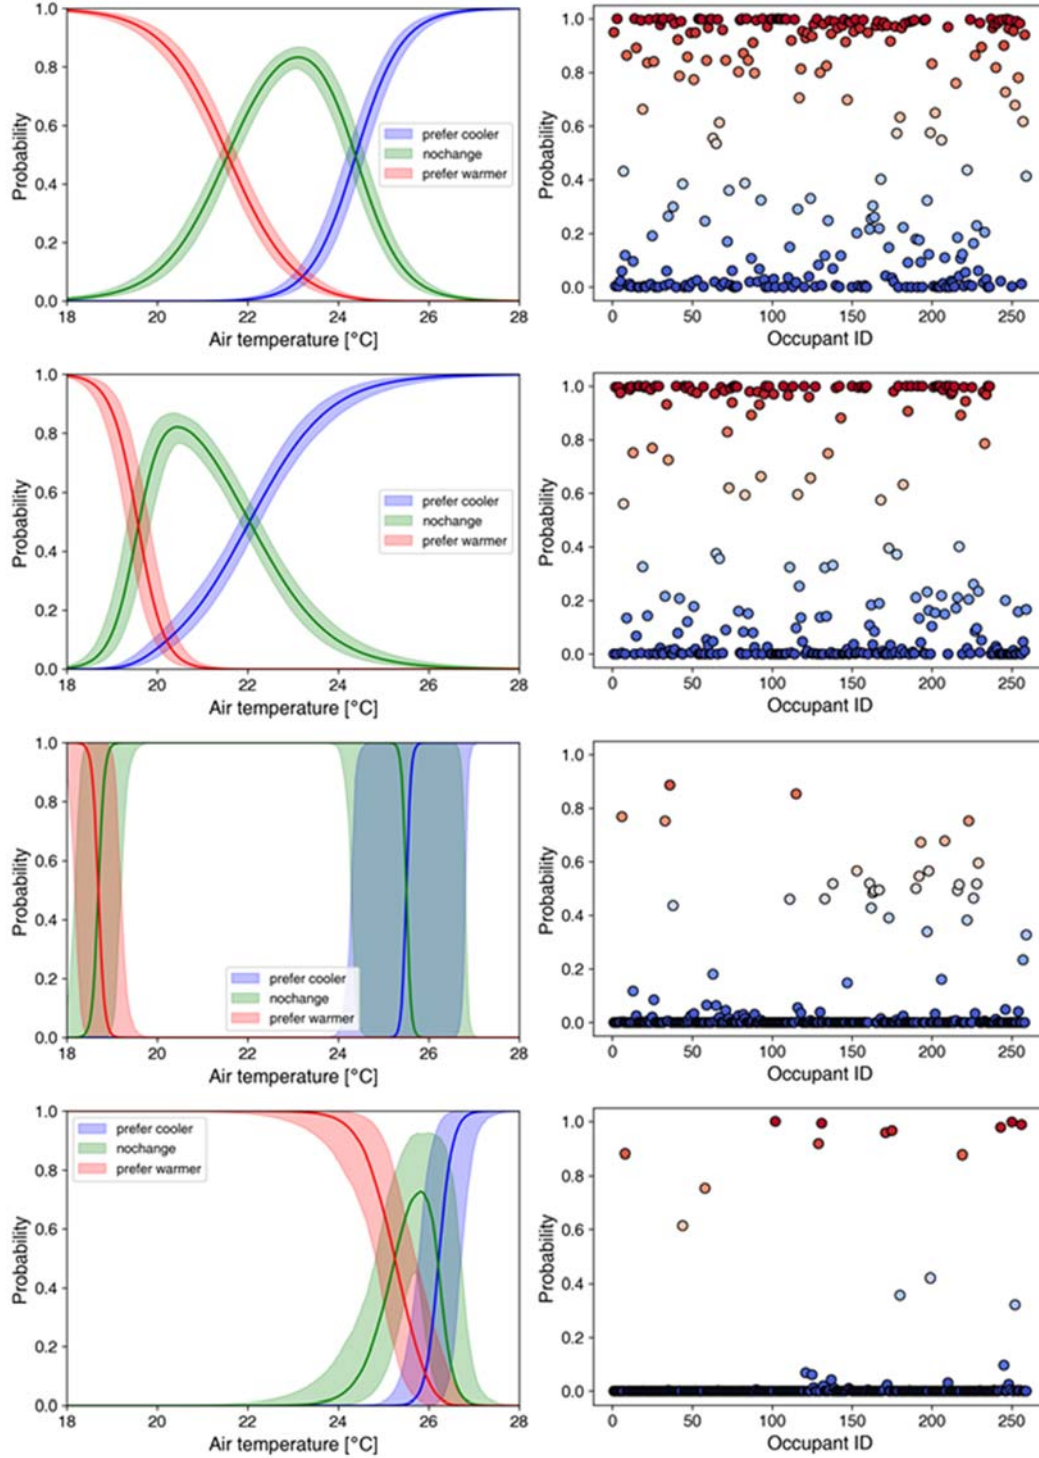 1.0
0.8
0.6
0.4
0.2
0.0
Probability
prefer cooler
nochange
prefer warmer
18 20 22 24 26 28
Air temperature [°C]
1.0
0.8
0.6
0.4
0.2
0.0
Probability
0 50 100 150 200 250
Occupant ID
1.0
0.8
0.6
0.4
0.2
0.0
Probability
prefer cooler
nochange
prefer warmer
18 20 22 24 26 28
Air temperature [°C]
1.0
0.8
0.6
0.4
0.2
0.0
Probability
0 50 100 150 200 250
Occupant ID
1.0
0.8
0.6
0.4
0.2
0.0
Probability
prefer cooler
nochange
prefer warmer
18 20 22 24 26 28
Air temperature [°C]
1.0
0.8
0.6
0.4
0.2
0.0
Probability
0 50 100 150 200 250
Occupant ID
1.0
0.8
0.6
0.4
0.2
0.0
Probability
prefer cooler
nochange
prefer warmer
18 20 22 24 26 28
Air temperature [°C]
1.0
0.8
0.6
0.4
0.2
0.0
Probability
0 50 100 150 200 250
Occupant ID